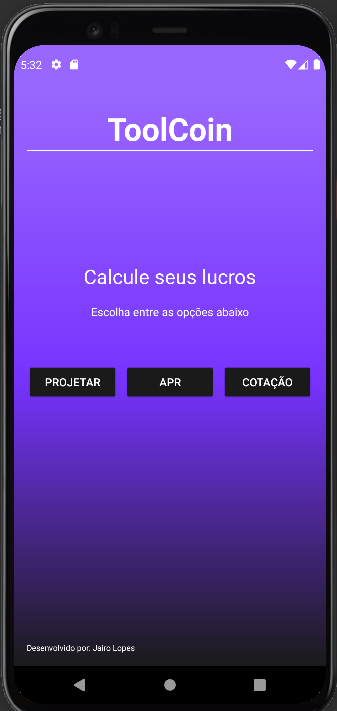 5:32
ToolCoin
Calcule seus lucros
Escolha entre as opções abaixo
PROJETAR APR COTAÇÃO
Desenvolvido por: Jairo Lopes